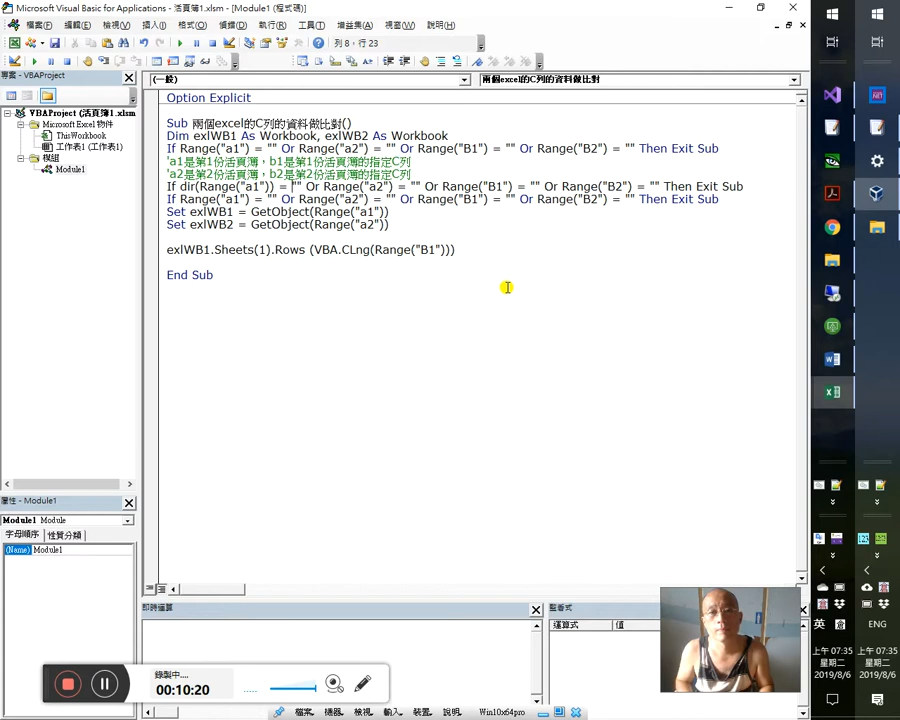 Microsoft Visual Basic for Applications - 活頁簿1.xlsm - [Module1 (程式碼)]
檔案(F) 編輯(E) 檢視(V) 插入(I) 格式(O) 偵錯(D) 執行(R) 工具(T) 增益集(A) 視窗(W) 說明(H)
列 8，行 23
專案 - VBAProject
VBAProject (活頁簿1.xlsm
Microsoft Excel 物件
ThisWorkbook
工作表1 (工作表1)
模組
Module1
(一般)
兩個excel的C列的資料做比對
Option Explicit
Sub 兩個excel的C列的資料做比對()
Dim exlWB1 As Workbook, exlWB2 As Workbook
If Range("a1") = "" Or Range("a2") = "" Or Range("B1") = "" Or Range("B2") = "" Then Exit Sub
'a1是第1份活頁簿，b1是第1份活頁簿的指定C列
'a2是第2份活頁簿，b2是第2份活頁簿的指定C列
If dir(Range("a1")) = "" Or Range("a2") = "" Or Range("B1") = "" Or Range("B2") = "" Then Exit Sub
If Range("a1") = "" Or Range("a2") = "" Or Range("B1") = "" Or Range("B2") = "" Then Exit Sub
Set exlWB1 = GetObject(Range("a1"))
Set exlWB2 = GetObject(Range("a2"))
exlWB1.Sheets(1).Rows (VBA.CLng(Range("B1")))
End Sub
屬性 - Module1
Module1 Module
字母順序 性質分類
(Name) Module1
即時運算
監看式
運算式 值
錄製中....
00:10:20
檔案 機器 檢視 輸入 裝置 說明 Win10x64pro
英
上午 07:35
星期二
2019/8/6
ENG
上午 07:35
星期二
2019/8/6